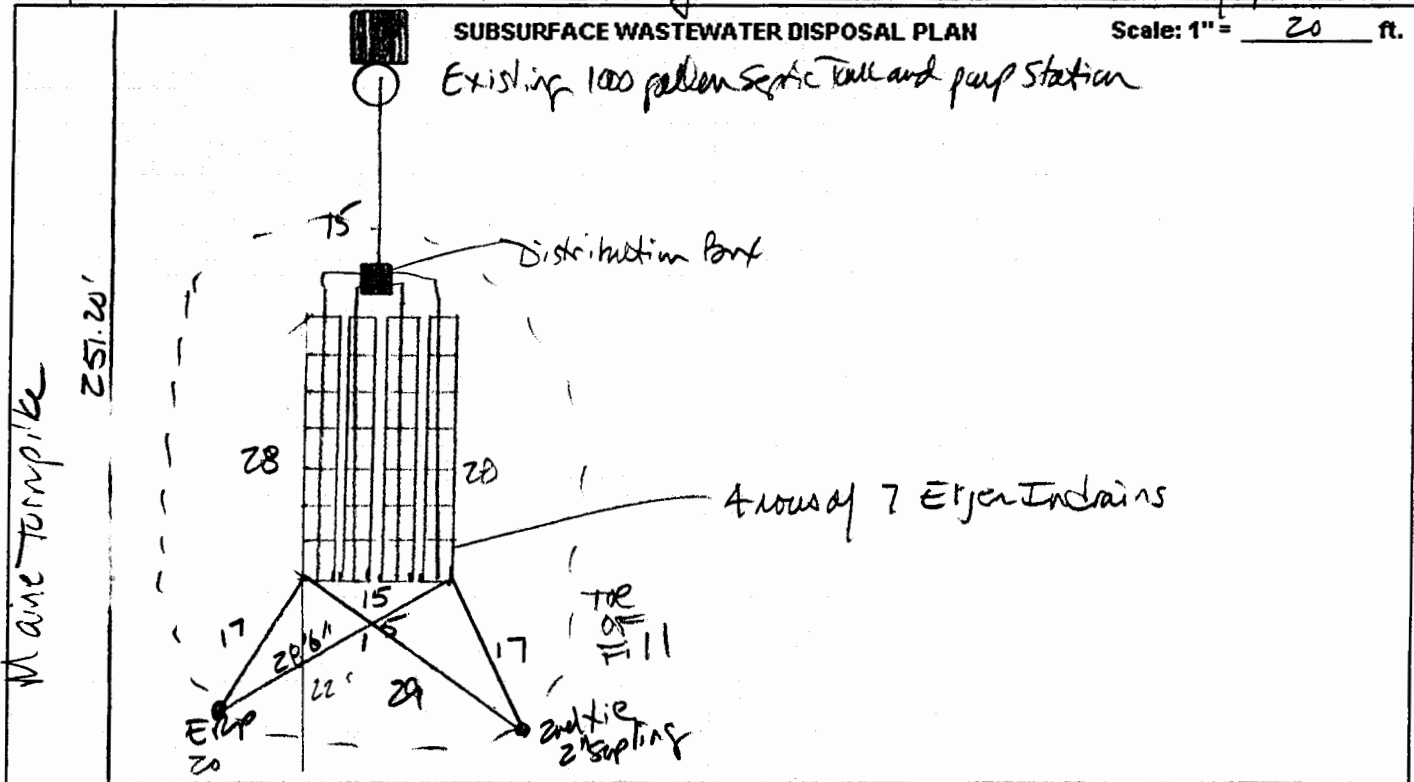 SUBSURFACE WASTEWATER DISPOSAL PLAN
Scale: 1" = 20 ft.
Existing 1000 gallon Septic Tank and pump Station
15
Distribution Box
251.20'
Maine Turnpike
28
28
4 rows of 7 Eljen Indrains
15
17
28'6"
22'
29
17
Toe
of
Fill
ERP
20
2nd tie
2" Sapling